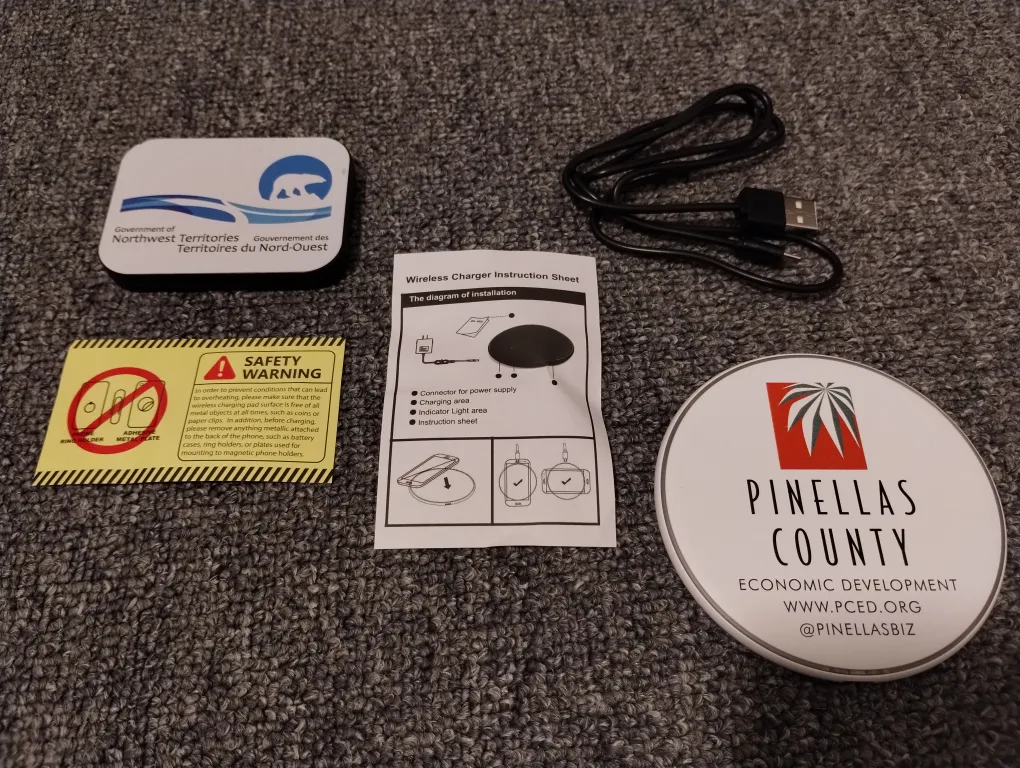 Government of
Northwest Territories
Gouvernement des
Territoires du Nord-Ouest
SAFETY
WARNING
In order to prevent conditions that can lead
to overheating, please make sure that the
wireless charging pad surface is free of all
metal objects at all times, such as coins or
paper clips. In addition, before charging,
please remove anything metallic attached
to the back of the phone, such as battery
cases, ring holders, or plates used for
mounting to magnetic phone holders.
RING HOLDER
ADHESIVE
METAL PLATE
Wireless Charger Instruction Sheet
The diagram of installation
Connector for power supply
Charging area
Indicator Light area
Instruction sheet
PINELLAS
COUNTY
ECONOMIC DEVELOPMENT
WWW.PCED.ORG
@PINELLASBIZ